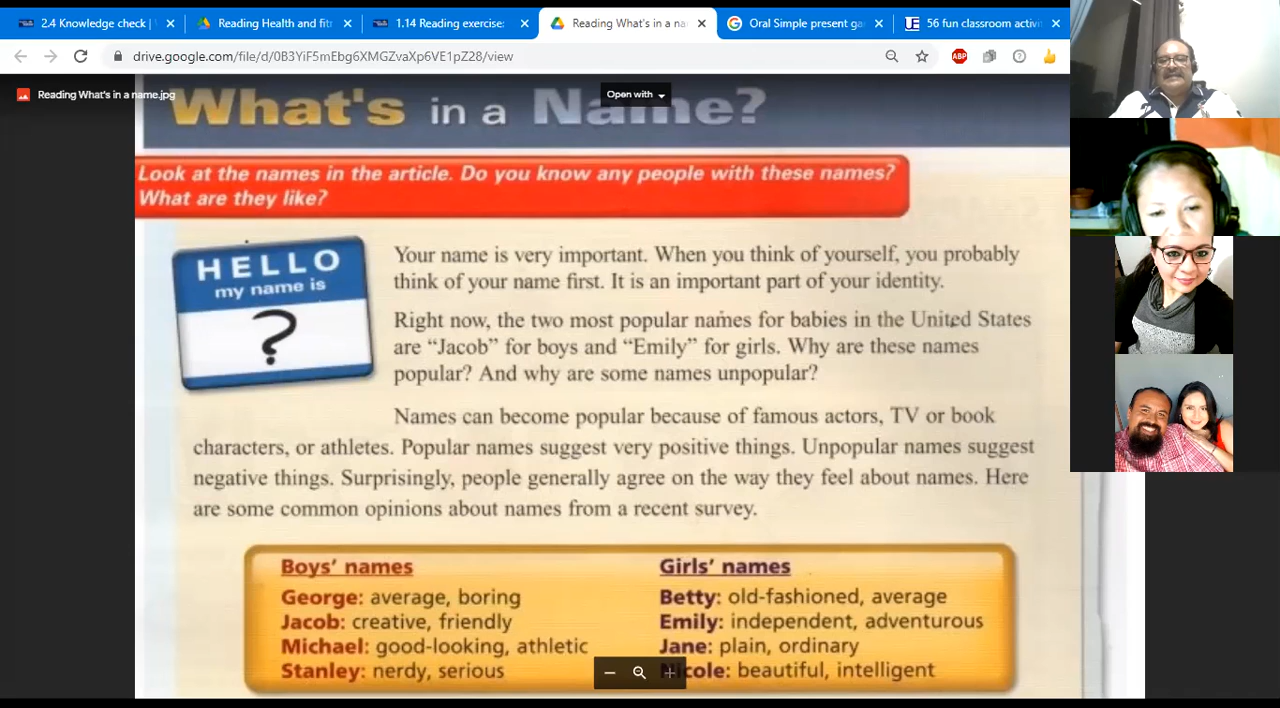 2.4 Knowledge check |
Reading Health and fit
1.14 Reading exercise:
Reading What's in a na
Oral Simple present ga
56 fun classroom activi
drive.google.com/file/d/0B3YiF5mEbg6XMGZvaXp6VE1pZ28/view
ABP
Reading What's in a name.jpg
Open with
What's in a Name?
Look at the names in the article. Do you know any people with these names?
What are they like?
HELLO
my name is
?
Your name is very important. When you think of yourself, you probably
think of your name first. It is an important part of your identity.
Right now, the two most popular names for babies in the United States
are “Jacob” for boys and “Emily” for girls. Why are these names
popular? And why are some names unpopular?
Names can become popular because of famous actors, TV or book
characters, or athletes. Popular names suggest very positive things. Unpopular names suggest
negative things. Surprisingly, people generally agree on the way they feel about names. Here
are some common opinions about names from a recent survey.
Boys' names
George: average, boring
Jacob: creative, friendly
Michael: good-looking, athletic
Stanley: nerdy, serious
Girls' names
Betty: old-fashioned, average
Emily: independent, adventurous
Jane: plain, ordinary
Nicole: beautiful, intelligent